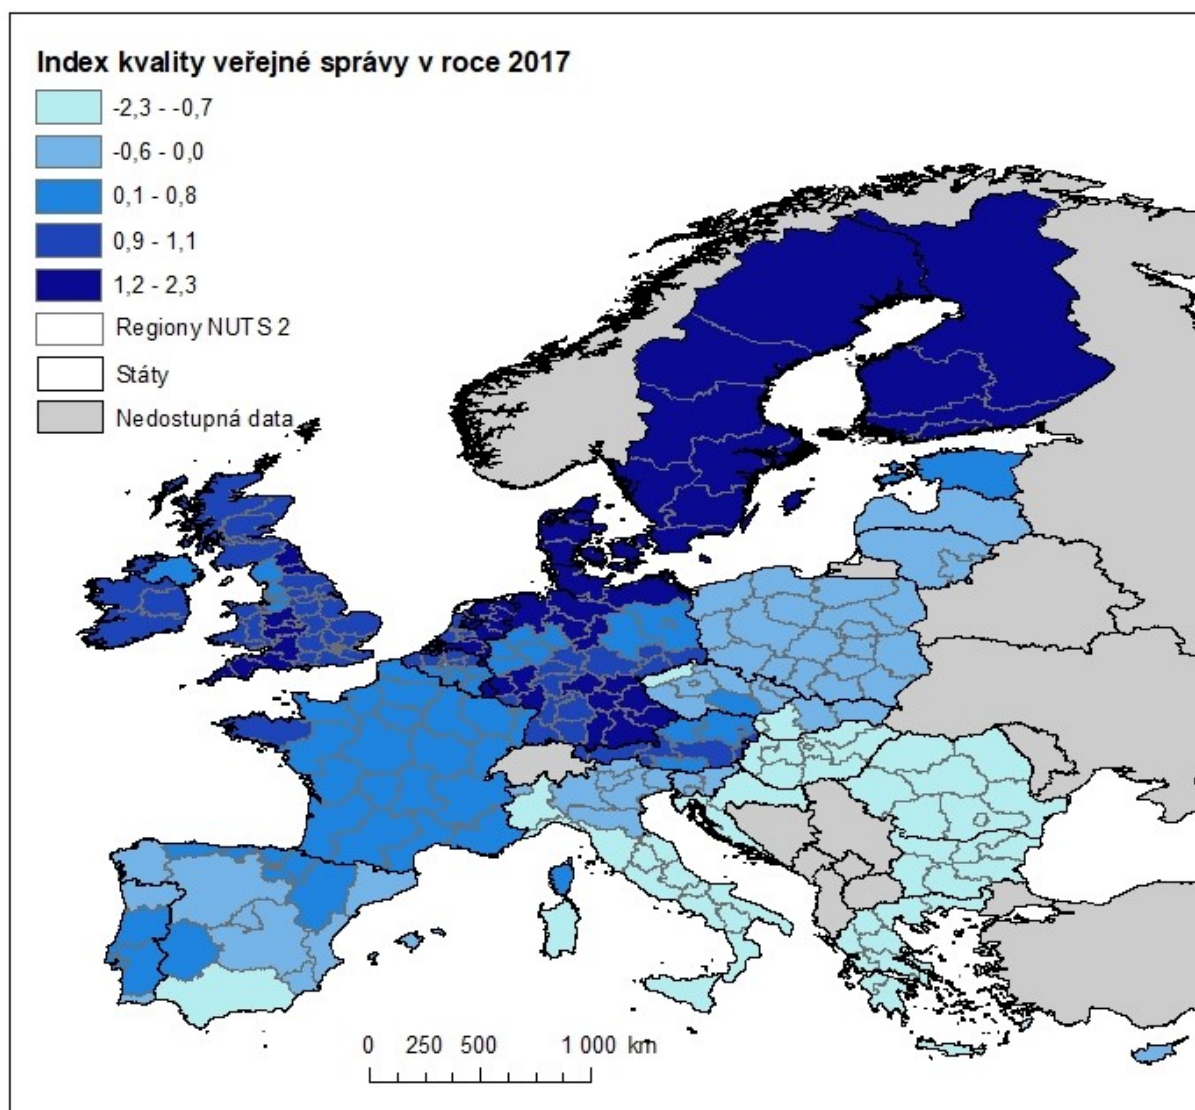 Index kvality veřejné správy v roce 2017
-2,3 - -0,7
-0,6 - 0,0
0,1 - 0,8
0,9 - 1,1
1,2 - 2,3
Regiony NUTS 2
Státy
Nedostupná data
0 250 500 1 000 km